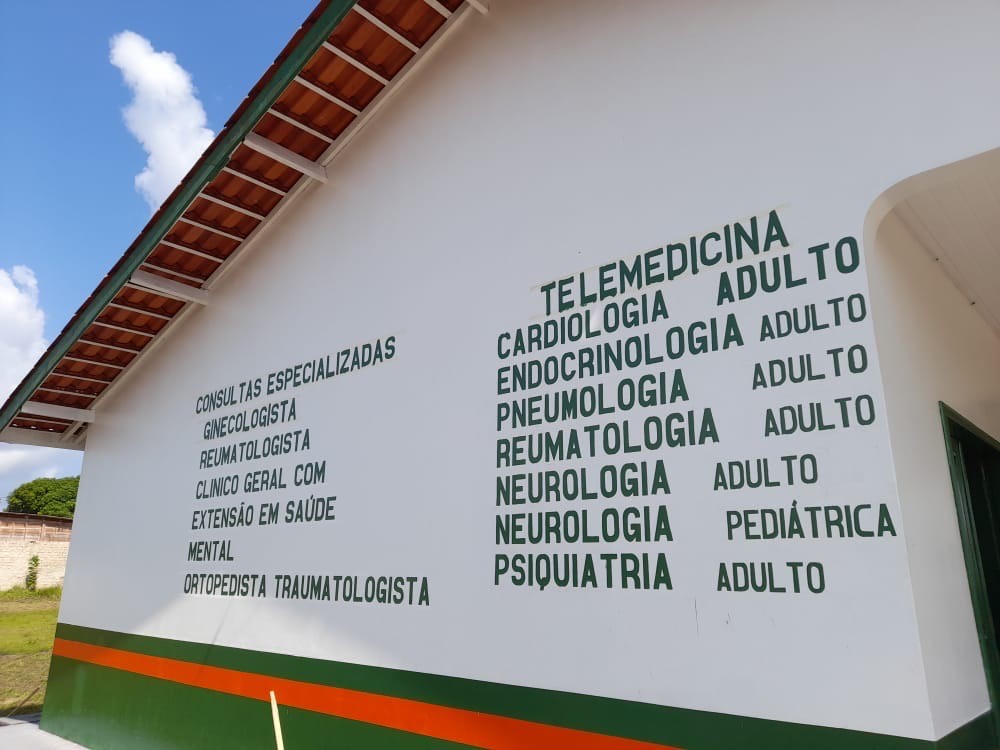 CONSULTAS ESPECIALIZADAS
GINECOLOGISTA
REUMATOLOGISTA
CLINICO GERAL COM
EXTENSÃO EM SAÚDE
MENTAL
ORTOPEDISTA TRAUMATOLOGISTA
TELEMEDICINA
CARDIOLOGIA ADULTO
ENDOCRINOLOGIA ADULTO
PNEUMOLOGIA ADULTO
REUMATOLOGIA ADULTO
NEUROLOGIA ADULTO
NEUROLOGIA PEDIÁTRICA
PSIQUIATRIA ADULTO